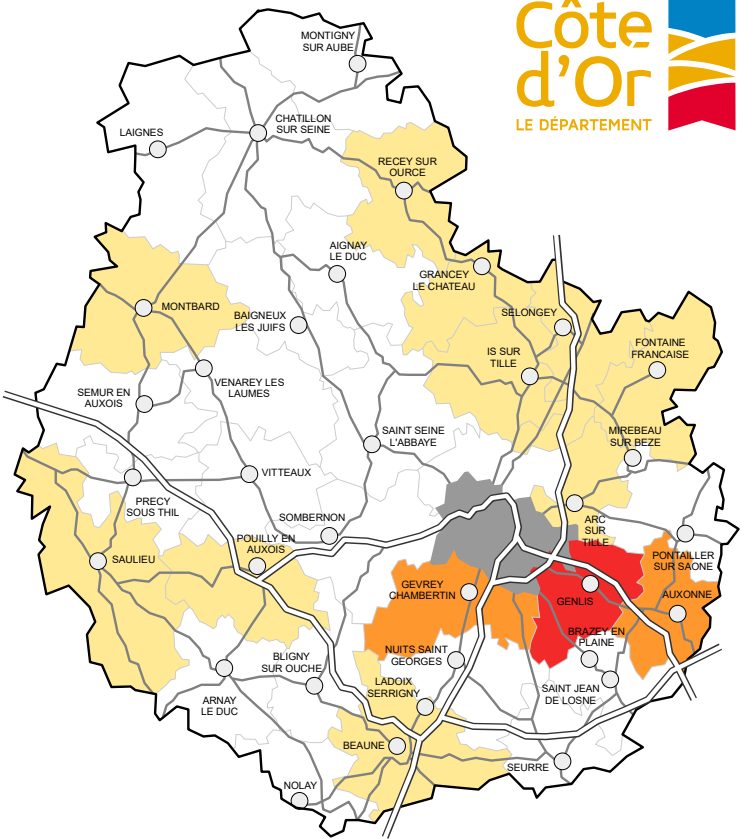 Côte
d'Or
LE DÉPARTEMENT
MONTIGNY
SUR AUBE
CHATILLON
SUR SEINE
LAIGNES
RECEY SUR
OURCE
AIGNAY
LE DUC
GRANCEY
LE CHATEAU
MONTBARD
BAIGNEUX
LES JUIFS
SELONGEY
IS SUR
TILLE
FONTAINE
FRANCAISE
VENAREY LES
LAUMES
SEMUR EN
AUXOIS
SAINT SEINE
L'ABBAYE
MIREBEAU
SUR BEZE
VITTEAUX
PRECY
SOUS THIL
SOMBERNON
ARC
SUR
TILLE
POUILLY EN
AUXOIS
SAULIEU
PONTAILLER
SUR SAONE
GEVREY
CHAMBERTIN
GENLIS
AUXONNE
BRAZEY EN
PLAINE
NUITS SAINT
GEORGES
BLIGNY
SUR OUCHE
LADOIX
SERRIGNY
SAINT JEAN
DE LOSNE
ARNAY
LE DUC
BEAUNE
SEURRE
NOLAY